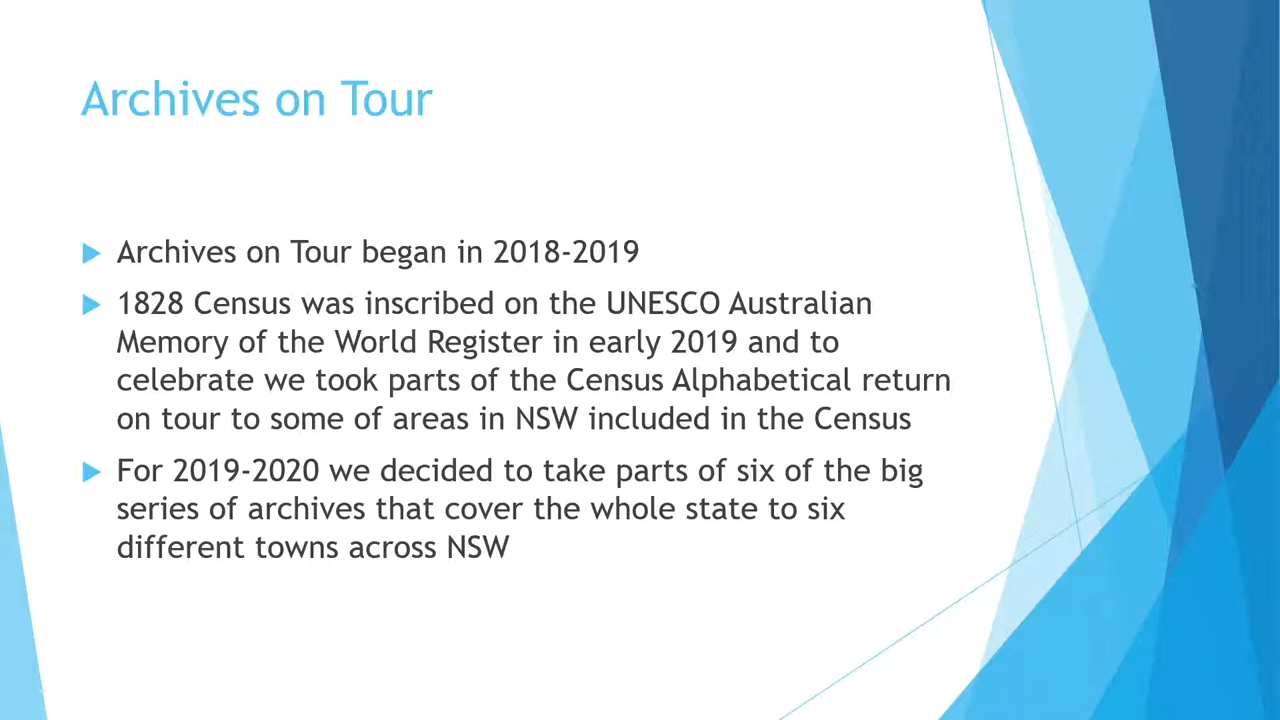 Archives on Tour
Archives on Tour began in 2018-2019
1828 Census was inscribed on the UNESCO Australian
Memory of the World Register in early 2019 and to
celebrate we took parts of the Census Alphabetical return
on tour to some of areas in NSW included in the Census
For 2019-2020 we decided to take parts of six of the big
series of archives that cover the whole state to six
different towns across NSW